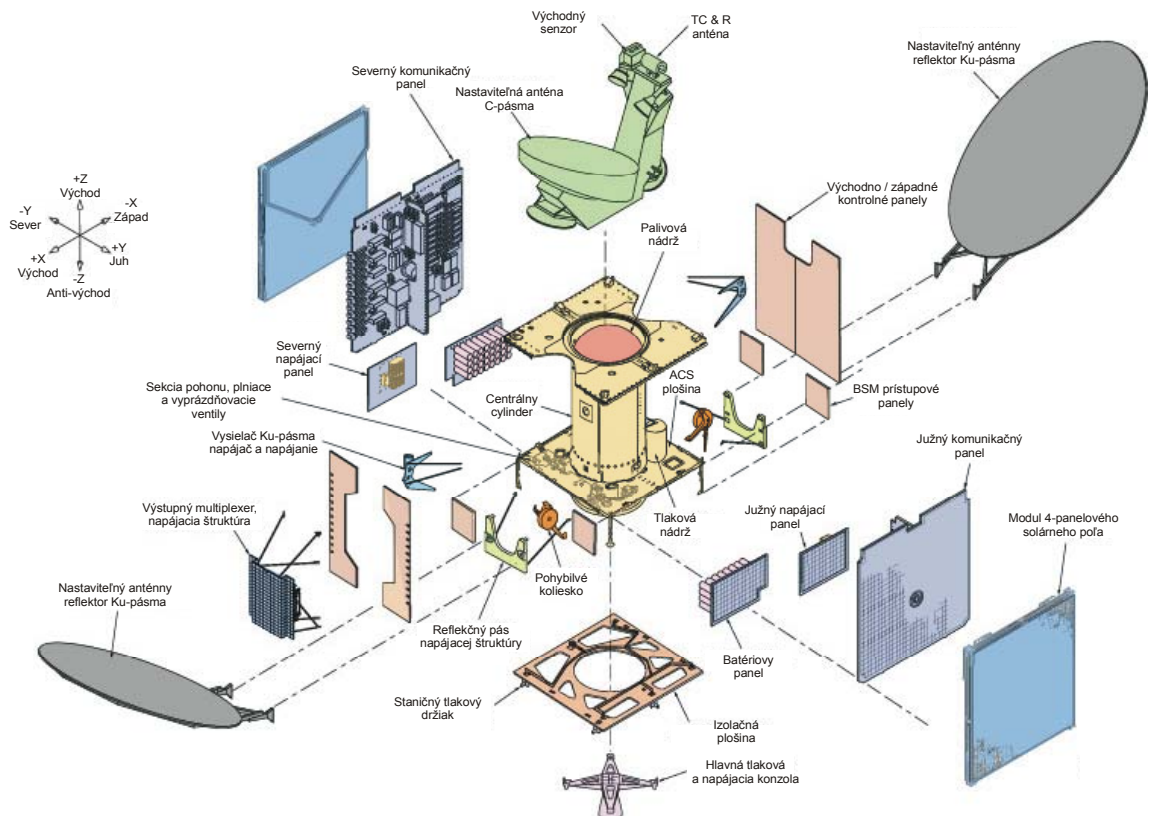 Východný
senzor
TC & R
anténa
Nastaviteľný anténny
reflektor Ku-pásma
Severný komunikačný
panel
Nastaviteľná anténa
C-pásma
+Z
Východ
-Y
Sever
-X
Západ
+X
Východ
+Y
Juh
-Z
Anti-východ
Východno / západné
kontrolné panely
Palivová
nádrž
Severný
napájací
panel
Sekcia pohonu, plniace
a vyprázdňovacie
ventily
Centrálny
cylinder
ACS
plošina
BSM prístupové
panely
Vysielač Ku-pásma
napájač a napájanie
Južný komunikačný
panel
Výstupný multiplexer,
napájacia štruktúra
Tlaková
nádrž
Južný napájací
panel
Modul 4-panelového
solárneho poľa
Nastaviteľný anténny
reflektor Ku-pásma
Pohybilvé
koliesko
Reflekčný pás
napájacej štruktúry
Batériovy
panel
Staničný tlakový
držiak
Izolačná
plošina
Hlavná tlaková
a napájacia konzola